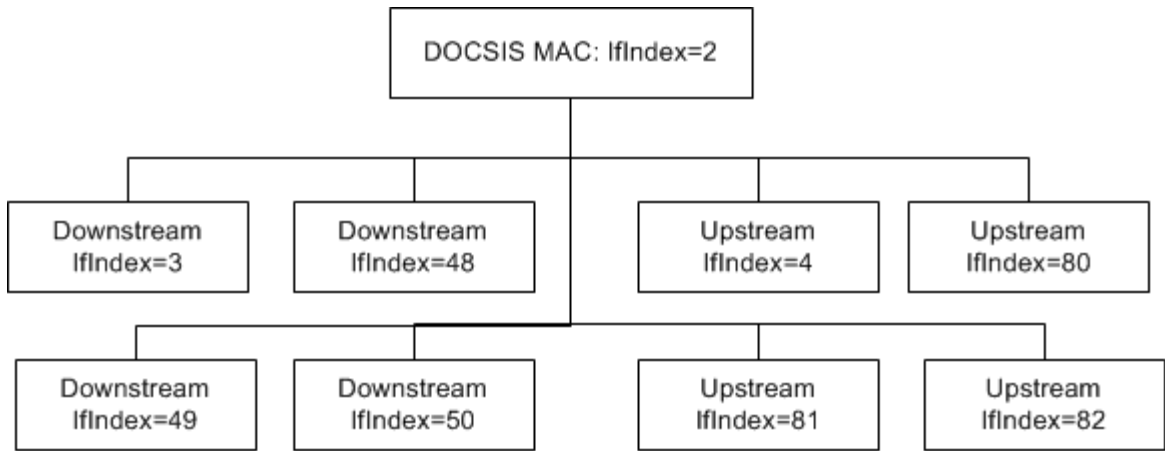 DOCSIS MAC: IfIndex=2
Downstream
IfIndex=3
Downstream
IfIndex=48
Upstream
IfIndex=4
Upstream
IfIndex=80
Downstream
IfIndex=49
Downstream
IfIndex=50
Upstream
IfIndex=81
Upstream
IfIndex=82